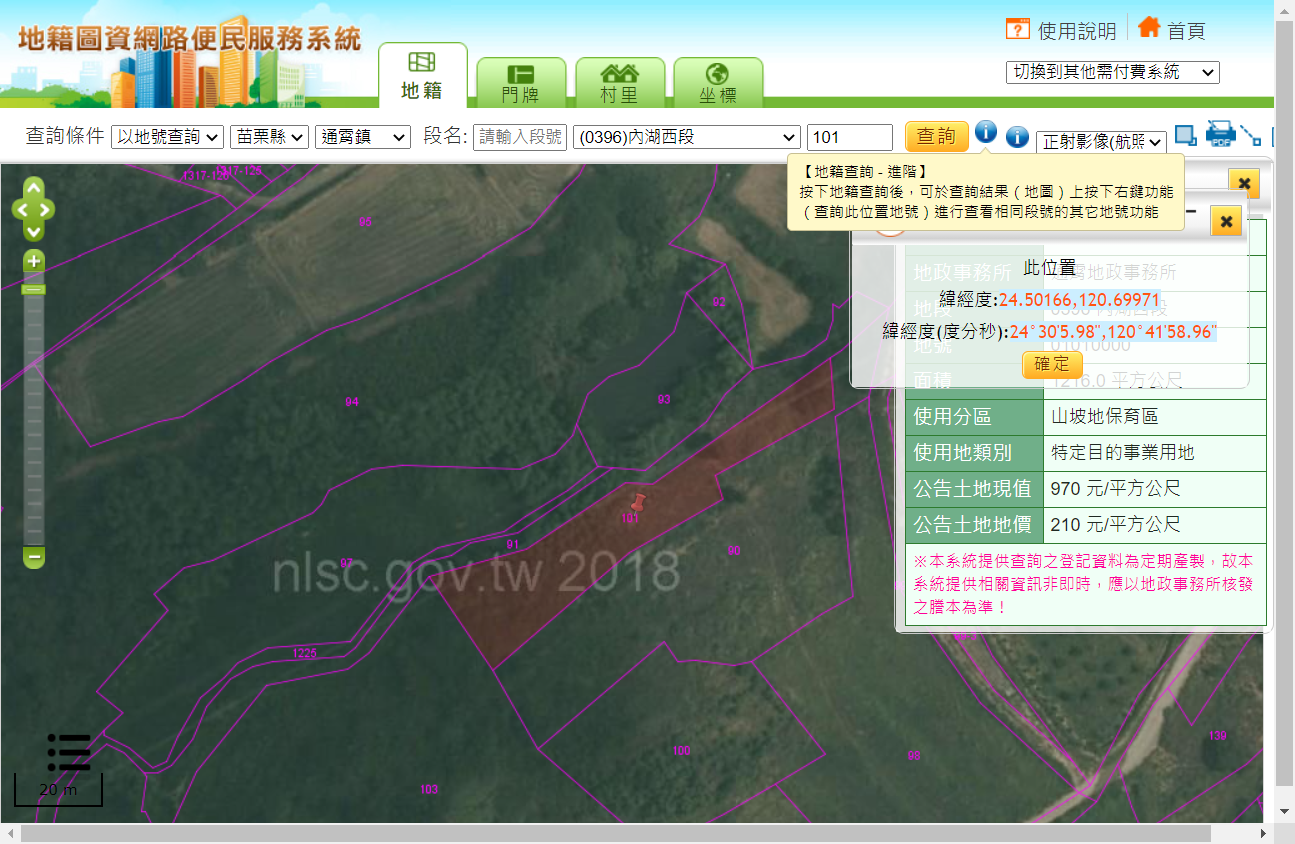 地籍圖資網路便民服務系統
地籍
門牌
村里
坐標
使用說明
首頁
切換到其他需付費系統
查詢條件 以地號查詢 苗栗縣 通霄鎮 段名: 請輸入段號 (0396)內湖西段 101 查詢 正射影像(航照
【地籍查詢 - 進階】
按下地籍查詢後，可於查詢結果（地圖）上按下右鍵功能
（查詢此位置地號）進行查看相同段號的其它地號功能
此位置
緯經度:24.50166,120.69971
緯經度(度分秒):24°30'5.98",120°41'58.96"
確定
地政事務所 通霄地政事務所
地段 0396 內湖西段
地號 01010000
面積 1216.0 平方公尺
使用分區 山坡地保育區
使用地類別 特定目的事業用地
公告土地現值 970 元/平方公尺
公告土地地價 210 元/平方公尺
※本系統提供查詢之登記資料為定期產製，故本
系統提供相關資訊非即時，應以地政事務所核發
之謄本為準！
95
92
94
93
101
91
90
97
nlsc.gov.tw 2018
1225
100
98
139
103
20 m